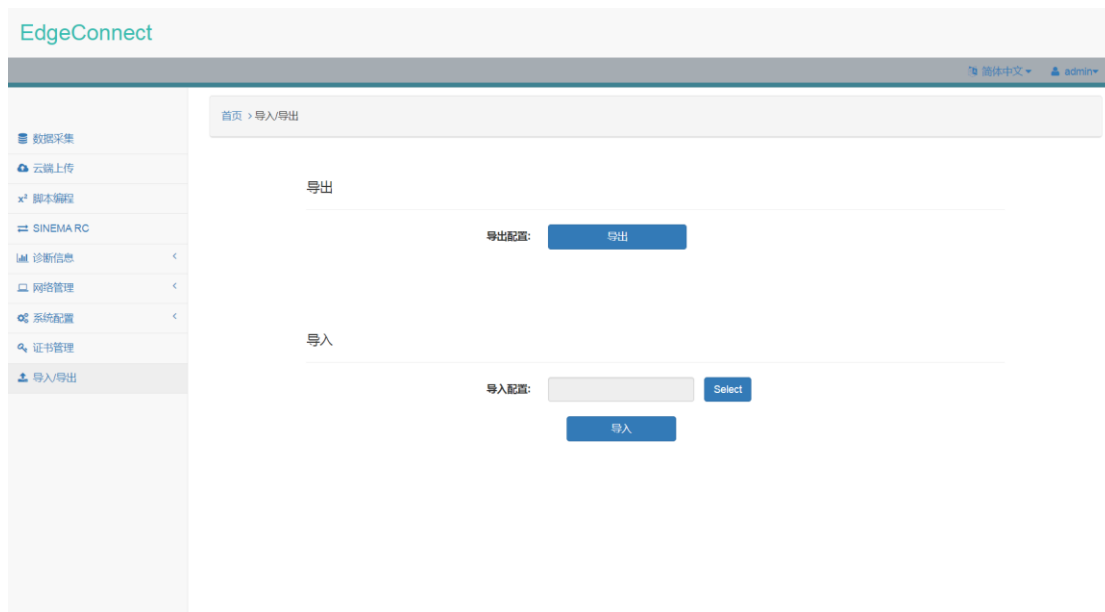 EdgeConnect
简体中文 admin
首页 > 导入/导出
数据采集
云端上传
x² 脚本编程
SINEMA RC
诊断信息
网络管理
系统配置
证书管理
导入/导出
导出
导出配置: 导出
导入
导入配置: Select
导入